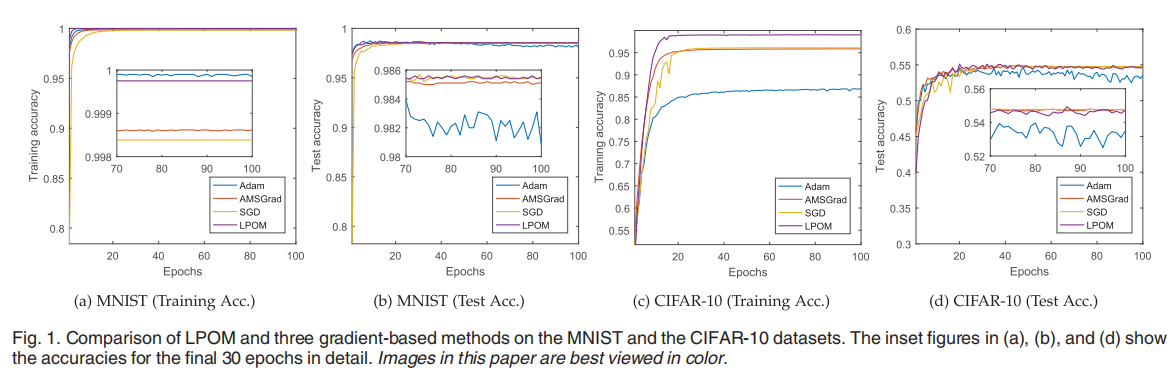 1
0.95
0.9
0.85
0.8
Training accuracy
1
0.999
0.998
70 80 90 100
Adam
AMSGrad
SGD
LPOM
20 40 60 80 100
Epochs
(a) MNIST (Training Acc.)
1
0.95
0.9
0.85
0.8
Test accuracy
0.986
0.984
0.982
0.98
70 80 90 100
Adam
AMSGrad
SGD
LPOM
20 40 60 80 100
Epochs
(b) MNIST (Test Acc.)
0.95
0.9
0.85
0.8
0.75
0.7
0.65
0.6
0.55
Training accuracy
Adam
AMSGrad
SGD
LPOM
20 40 60 80 100
Epochs
(c) CIFAR-10 (Training Acc.)
0.6
0.55
0.5
0.45
0.4
0.35
0.3
Test accuracy
0.56
0.54
0.52
70 80 90 100
Adam
AMSGrad
SGD
LPOM
20 40 60 80 100
Epochs
(d) CIFAR-10 (Test Acc.)
Fig. 1. Comparison of LPOM and three gradient-based methods on the MNIST and the CIFAR-10 datasets. The inset figures in (a), (b), and (d) show
the accuracies for the final 30 epochs in detail. Images in this paper are best viewed in color.